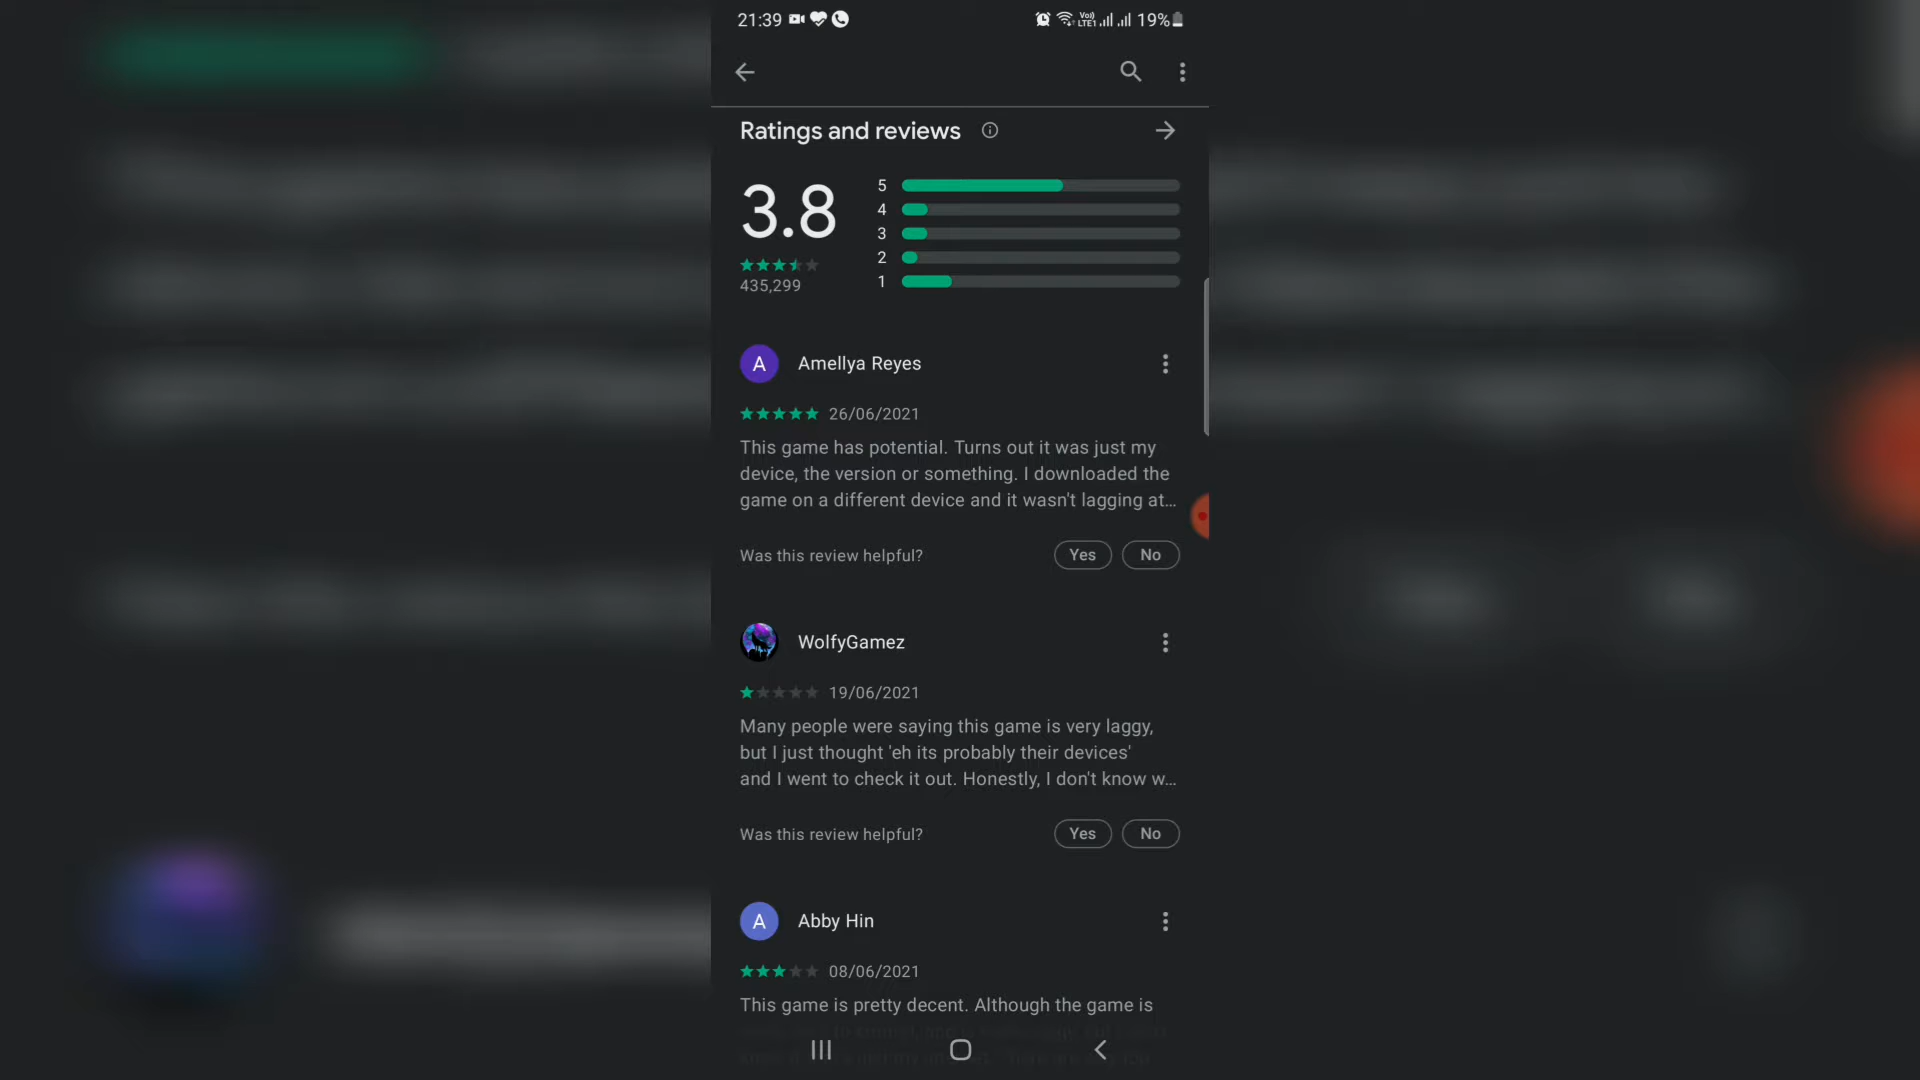 21:39 Vo) LTE1 19%
Ratings and reviews
3.8
435,299
5
4
3
2
1
A Amellya Reyes
26/06/2021
This game has potential. Turns out it was just my
device, the version or something. I downloaded the
game on a different device and it wasn't lagging at...
Was this review helpful? Yes No
WolfyGamez
19/06/2021
Many people were saying this game is very laggy,
but I just thought 'eh its probably their devices'
and I went to check it out. Honestly, I don't know w...
Was this review helpful? Yes No
A Abby Hin
08/06/2021
This game is pretty decent. Although the game is